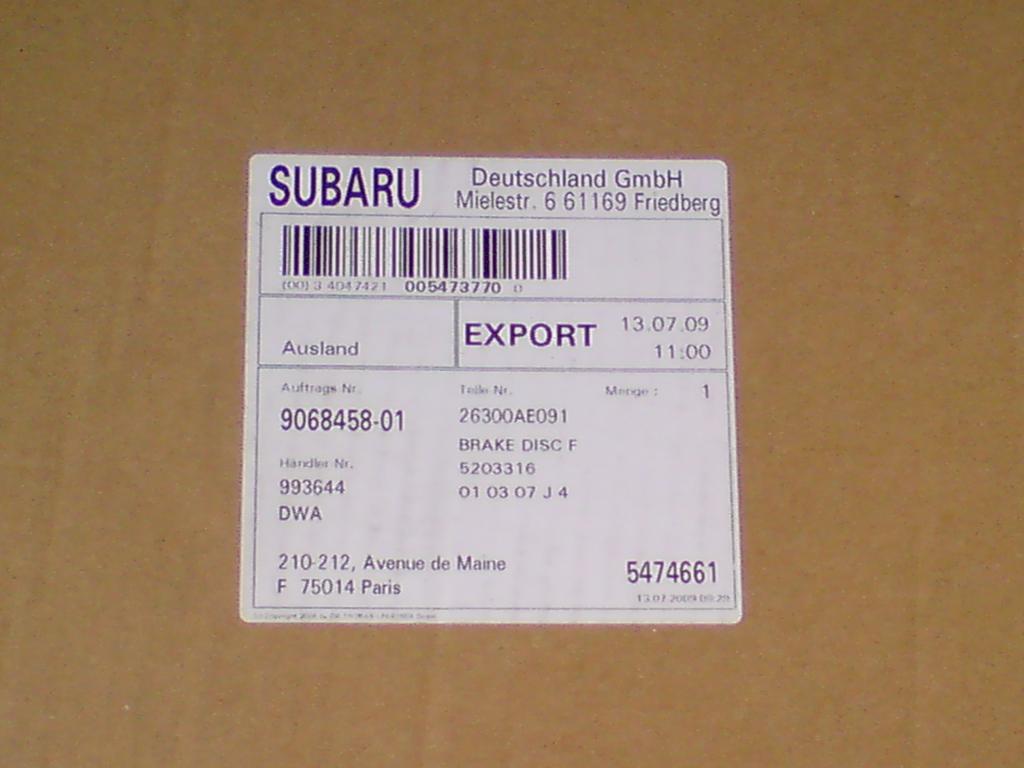 SUBARU Deutschland GmbH
Mielestr. 6 61169 Friedberg
(00) 3 4047421 005473770 0
Ausland
EXPORT
13.07.09
11:00
Auftrags Nr. Teile Nr. Menge : 1
9068458-01 26300AE091
BRAKE DISC F
Händler Nr. 5203316
993644 01 03 07 J 4
DWA
210-212, Avenue de Maine
F 75014 Paris
5474661
13.07.2009 09:29